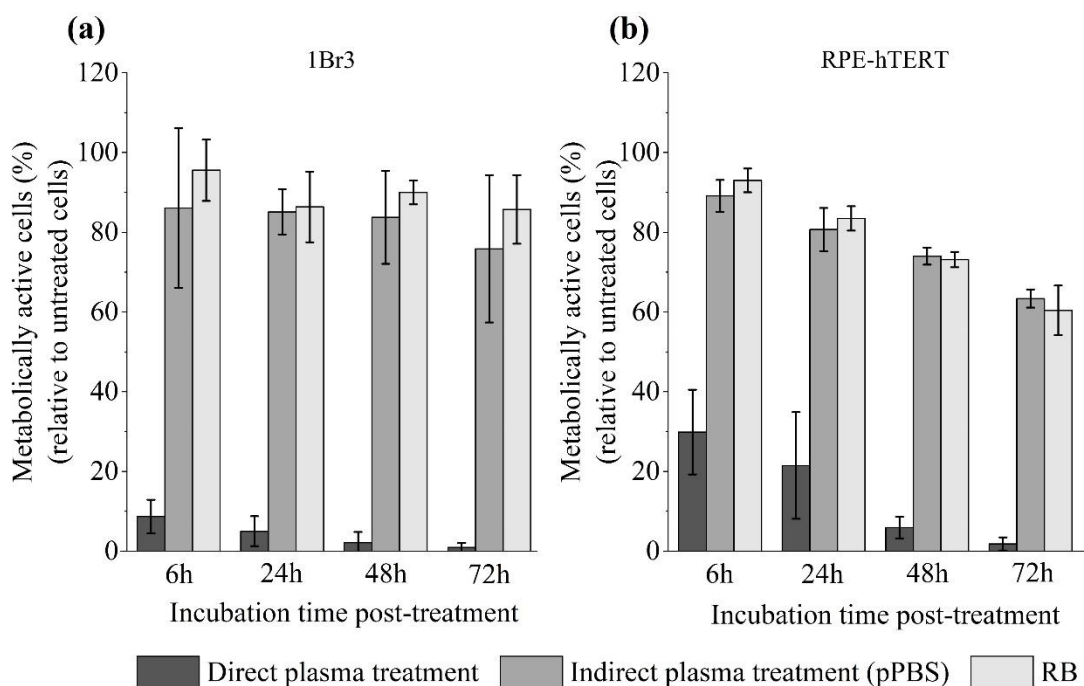 (a)
1Br3
Metabolically active cells (%)
(relative to untreated cells)
120
100
80
60
40
20
0
6h 24h 48h 72h
Incubation time post-treatment
(b)
RPE-hTERT
Metabolically active cells (%)
(relative to untreated cells)
120
100
80
60
40
20
0
6h 24h 48h 72h
Incubation time post-treatment
Direct plasma treatment Indirect plasma treatment (pPBS) RB